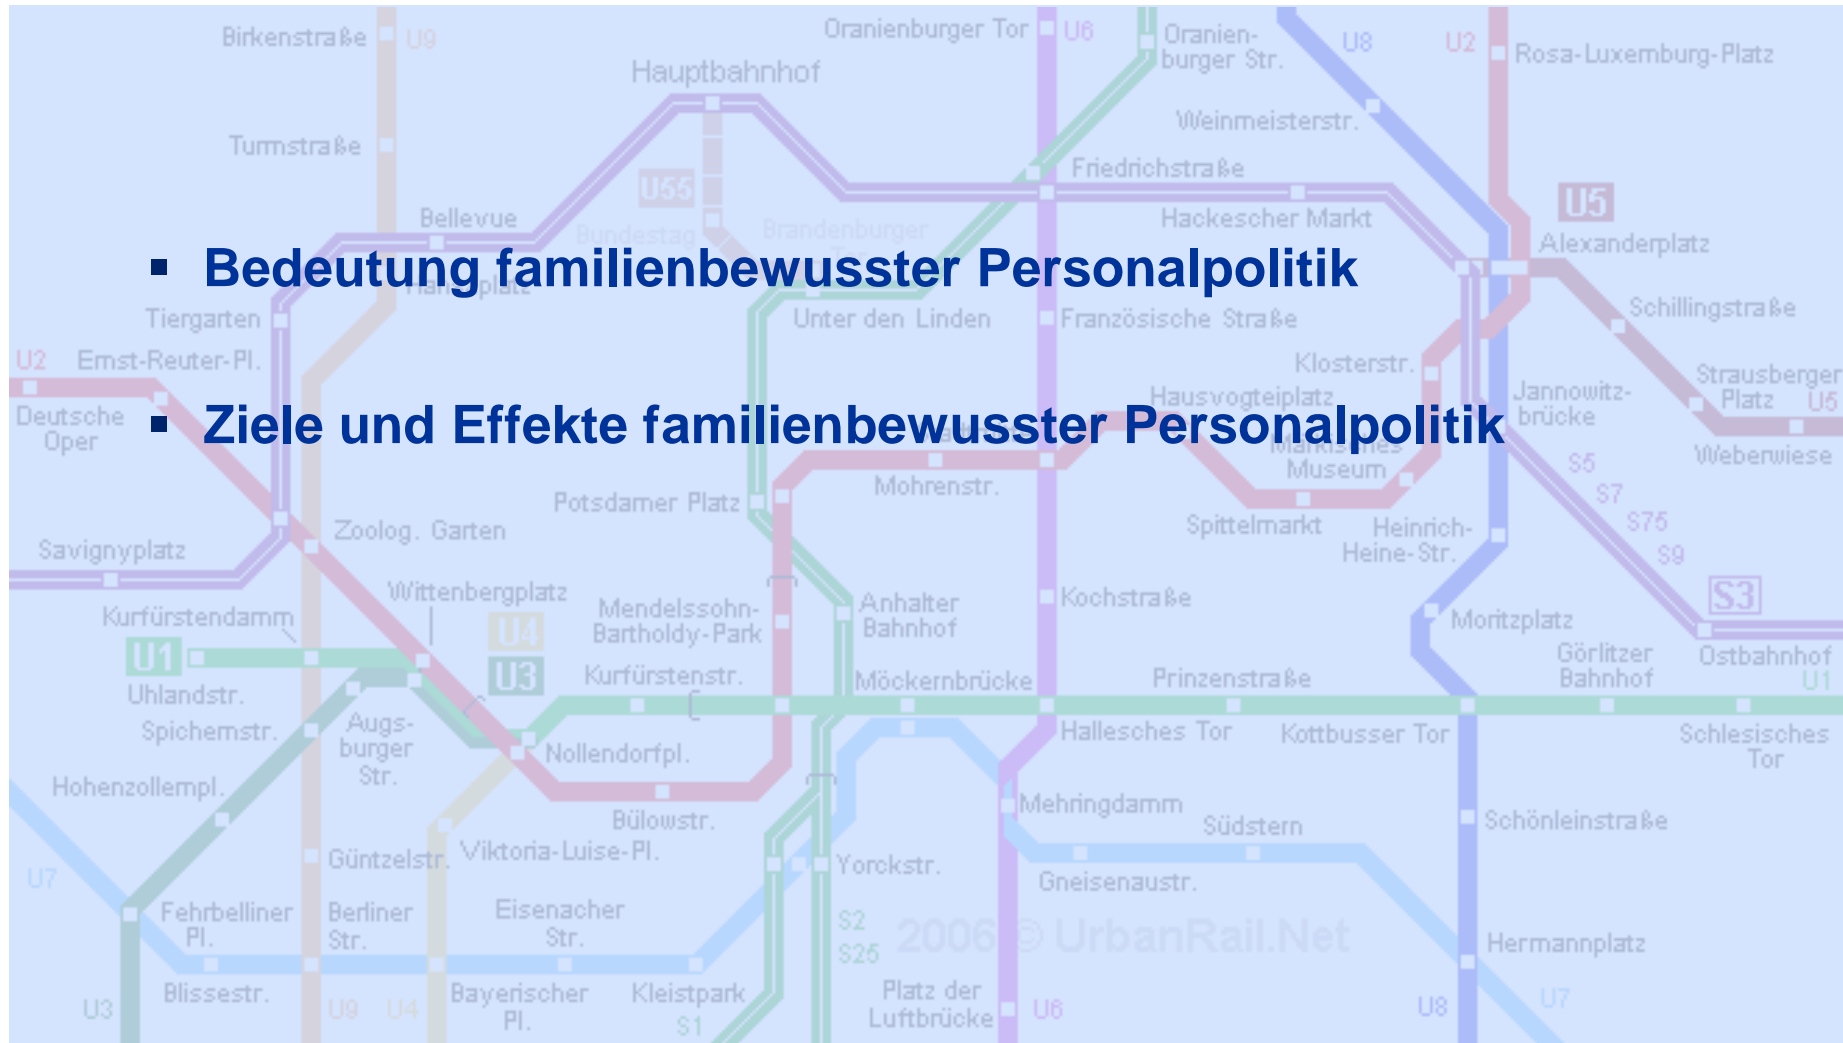 Birkenstraße
U9
Oranienburger Tor
U6
Oranien-
burger Str.
U8
U2
Rosa-Luxemburg-Platz
Hauptbahnhof
Weinmeisterstr.
Turmstraße
Friedrichstraße
U55
U5
Bellevue
Hackescher Markt
Bundestag
Brandenburger
Alexanderplatz
▪ Bedeutung familienbewusster Personalpolitik
Tiergarten
Unter den Linden
Französische Straße
Schillingstraße
U2
Ernst-Reuter-Pl.
Klosterstr.
Strausberger
Platz
U5
Deutsche
Oper
Hausvogteiplatz
Jannowitz-
brücke
▪ Ziele und Effekte familienbewusster Personalpolitik
Märkisches
Museum
Weberwiese
S5
S7
S75
S9
Mohrenstr.
Potsdamer Platz
Spittelmarkt
Heinrich-
Heine-Str.
Zoolog. Garten
Savignyplatz
Wittenbergplatz
Kurfürstendamm
Mendelssohn-
Bartholdy-Park
Anhalter
Bahnhof
Kochstraße
S3
Moritzplatz
U4
U1
U3
Kurfürstenstr.
Möckernbrücke
Prinzenstraße
Görlitzer
Bahnhof
Ostbahnhof
U1
Uhlandstr.
Spichernstr.
Augs-
burger
Str.
Nollendorfpl.
Hallesches Tor
Kottbusser Tor
Schlesisches
Tor
Hohenzollernpl.
Bülowstr.
Mehringdamm
Südstern
Schönleinstraße
Güntzelstr.
Viktoria-Luise-Pl.
Yorckstr.
Gneisenaustr.
U7
Fehrbelliner
Pl.
Berliner
Str.
Eisenacher
Str.
S2
S25
2006 © UrbanRail.Net
Hermannplatz
Blissestr.
Bayerischer
Pl.
Kleistpark
Platz der
Luftbrücke
U3
U9
U4
S1
U6
U8
U7